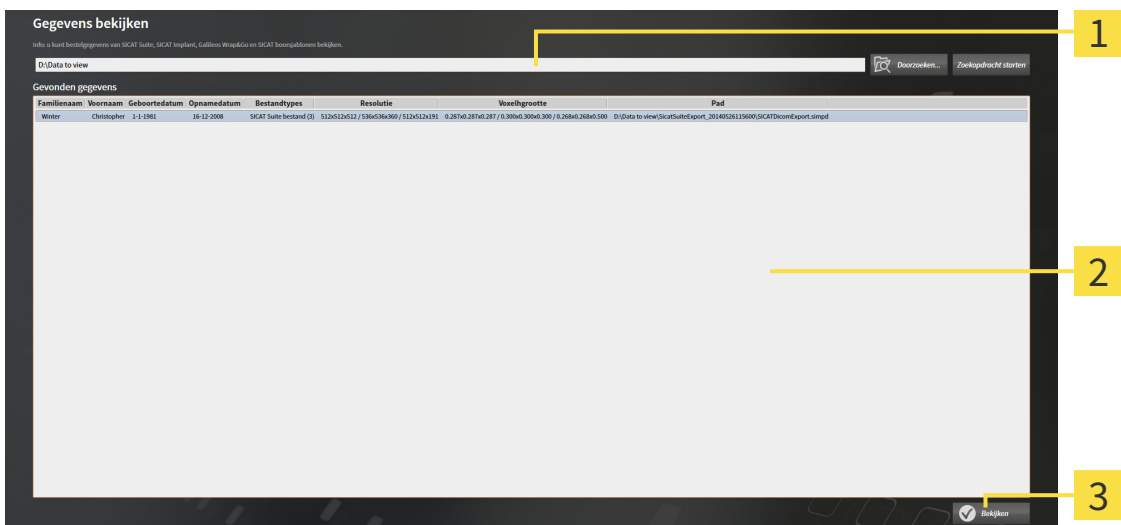 Gegevens bekijken
1
Info: u kunt bestelgegevens van SICAT Suite, SICAT Implant, Galileos Wrap&Go en SICAT boorsjablonen bekijken.
D:\Data to view
Doorzoeken... Zoekopdracht starten
Gevonden gegevens
Familienaam Voornaam Geboortedatum Opnamedatum Bestandtypes Resolutie Voxelhgrootte Pad
Winter Christopher 1-1-1981 16-12-2008 SICAT Suite bestand (3) 512x512x512 / 536x536x360 / 512x512x191 0.287x0.287x0.287 / 0.300x0.300x0.300 / 0.268x0.268x0.500 D:\Data to view\SicatSuiteExport_20140526115600\SICATDicomExport.simpd
2
3
Bekijken